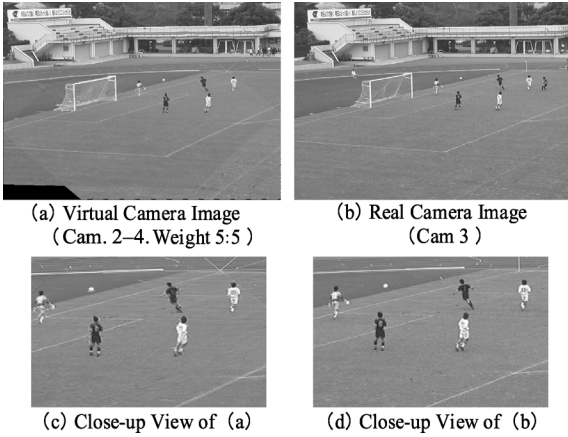 (a) Virtual Camera Image
(Cam. 2–4. Weight 5:5)
(b) Real Camera Image
(Cam 3)
(c) Close-up View of (a)
(d) Close-up View of (b)